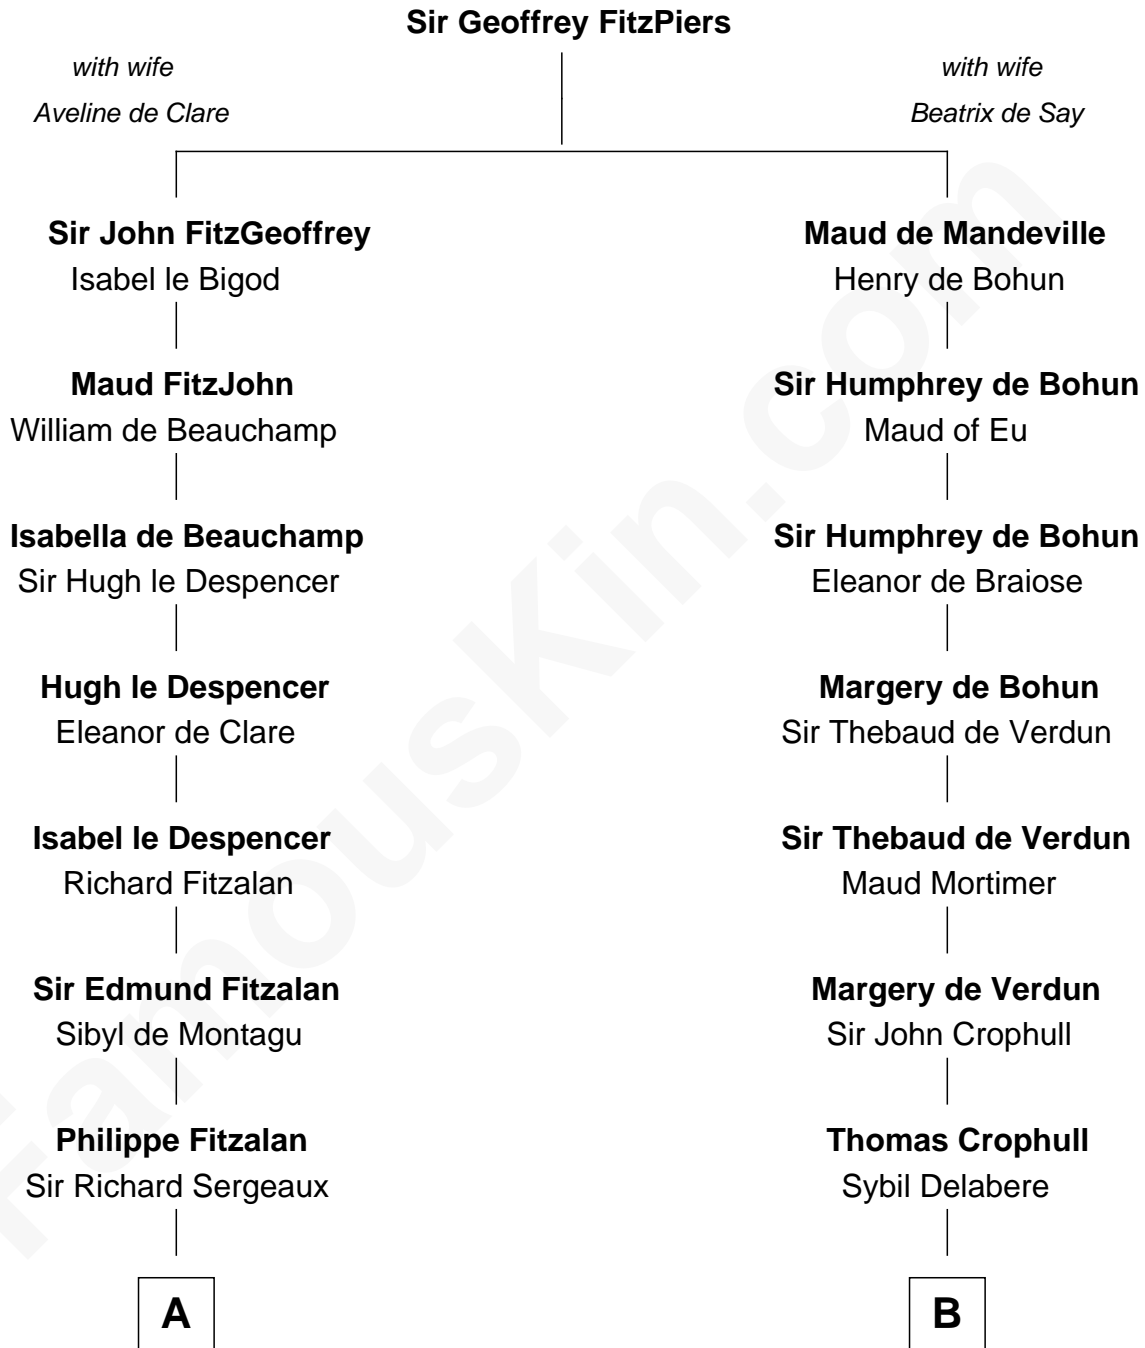 Sir Geoffrey FitzPiers
with wife
Aveline de Clare
with wife
Beatrix de Say
Sir John FitzGeoffrey
Isabel le Bigod
Maud de Mandeville
Henry de Bohun
Maud FitzJohn
William de Beauchamp
Sir Humphrey de Bohun
Maud of Eu
Isabella de Beauchamp
Sir Hugh le Despencer
Sir Humphrey de Bohun
Eleanor de Braiose
Hugh le Despencer
Eleanor de Clare
Margery de Bohun
Sir Thebaud de Verdun
Isabel le Despencer
Richard Fitzalan
Sir Thebaud de Verdun
Maud Mortimer
Sir Edmund Fitzalan
Sibyl de Montagu
Margery de Verdun
Sir John Crophull
Philippe Fitzalan
Sir Richard Sergeaux
Thomas Crophull
Sybil Delabere
A
B
FamousKin.com